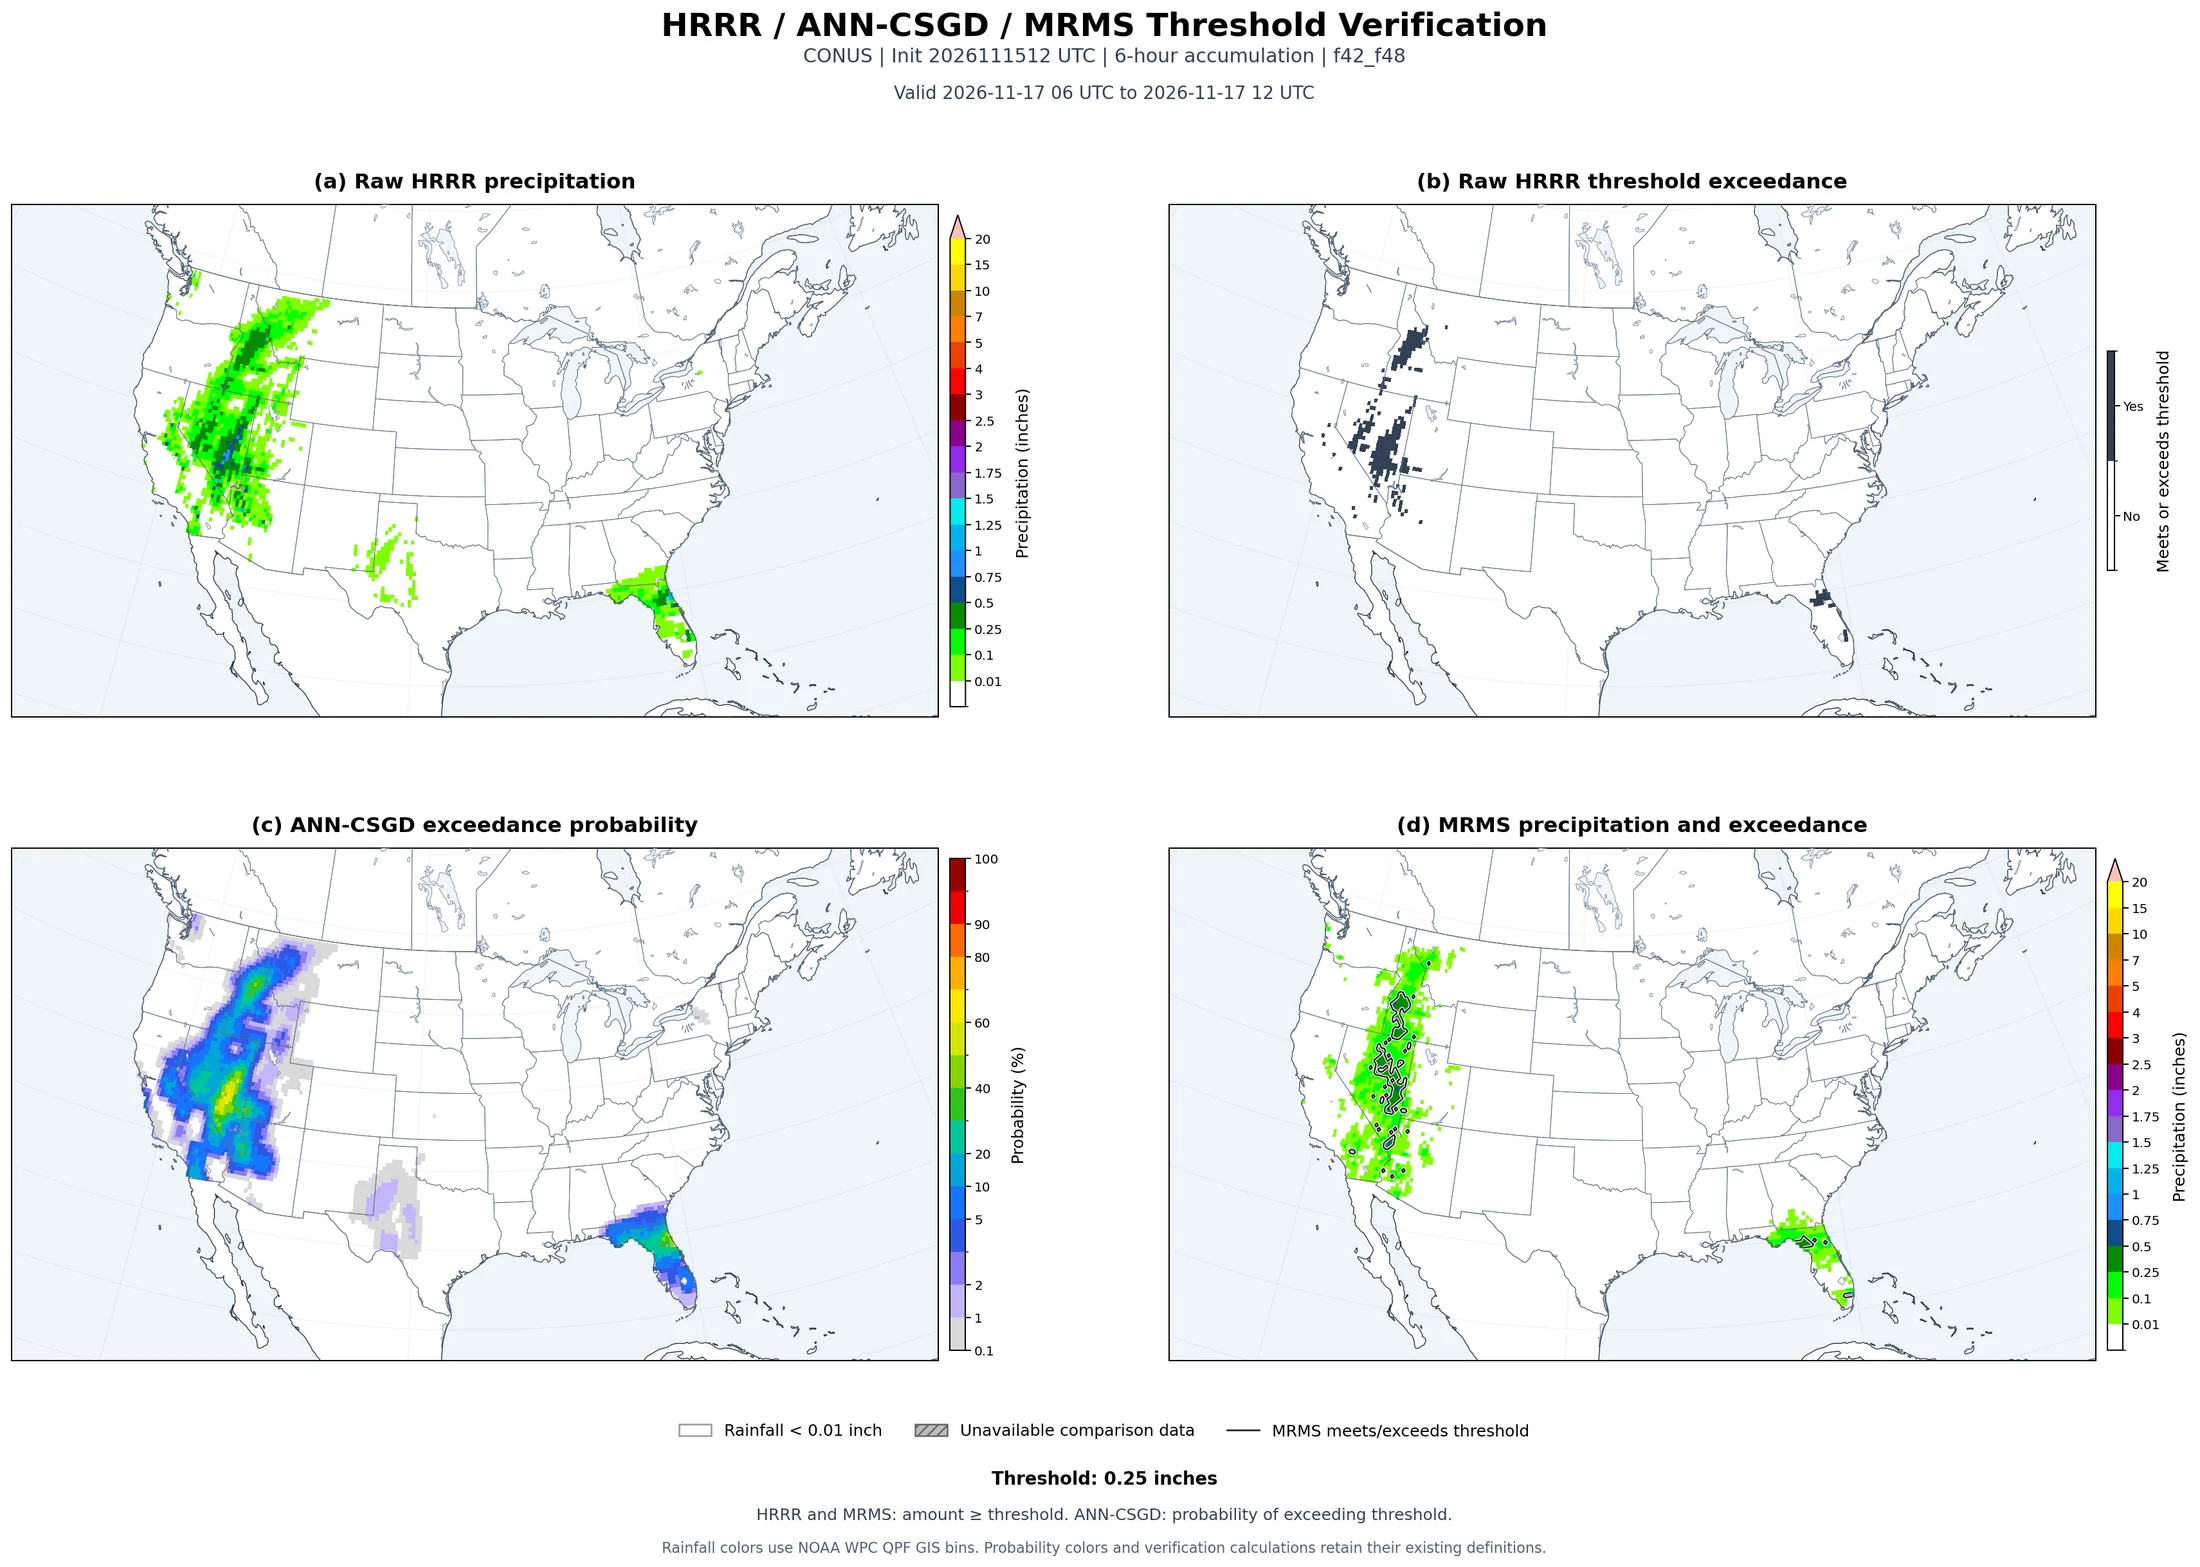 HRRR / ANN-CSGD / MRMS Threshold Verification
CONUS | Init 2026111512 UTC | 6-hour accumulation | f42_f48
Valid 2026-11-17 06 UTC to 2026-11-17 12 UTC
(a) Raw HRRR precipitation
20
15
10
7
5
4
3
2.5
2
1.75
1.5
1.25
1
0.75
0.5
0.25
0.1
0.01
Precipitation (inches)
(b) Raw HRRR threshold exceedance
Yes
No
Meets or exceeds threshold
(c) ANN-CSGD exceedance probability
100
90
80
60
40
20
10
5
2
1
0.1
Probability (%)
(d) MRMS precipitation and exceedance
20
15
10
7
5
4
3
2.5
2
1.75
1.5
1.25
1
0.75
0.5
0.25
0.1
0.01
Precipitation (inches)
Rainfall < 0.01 inch
Unavailable comparison data
MRMS meets/exceeds threshold
Threshold: 0.25 inches
HRRR and MRMS: amount ≥ threshold. ANN-CSGD: probability of exceeding threshold.
Rainfall colors use NOAA WPC QPF GIS bins. Probability colors and verification calculations retain their existing definitions.